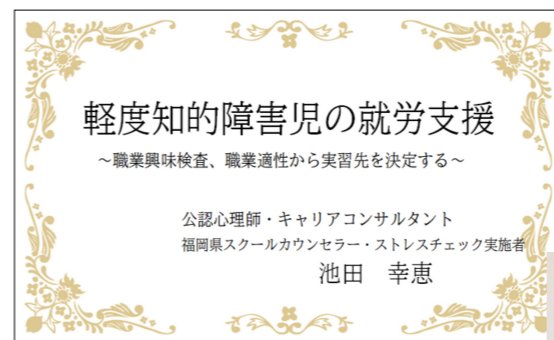 軽度知的障害児の就労支援
~職業興味検査、職業適性から実習先を決定する~
公認心理師・キャリアコンサルタント
福岡県スクールカウンセラー・ストレスチェック実施者
池田 幸恵